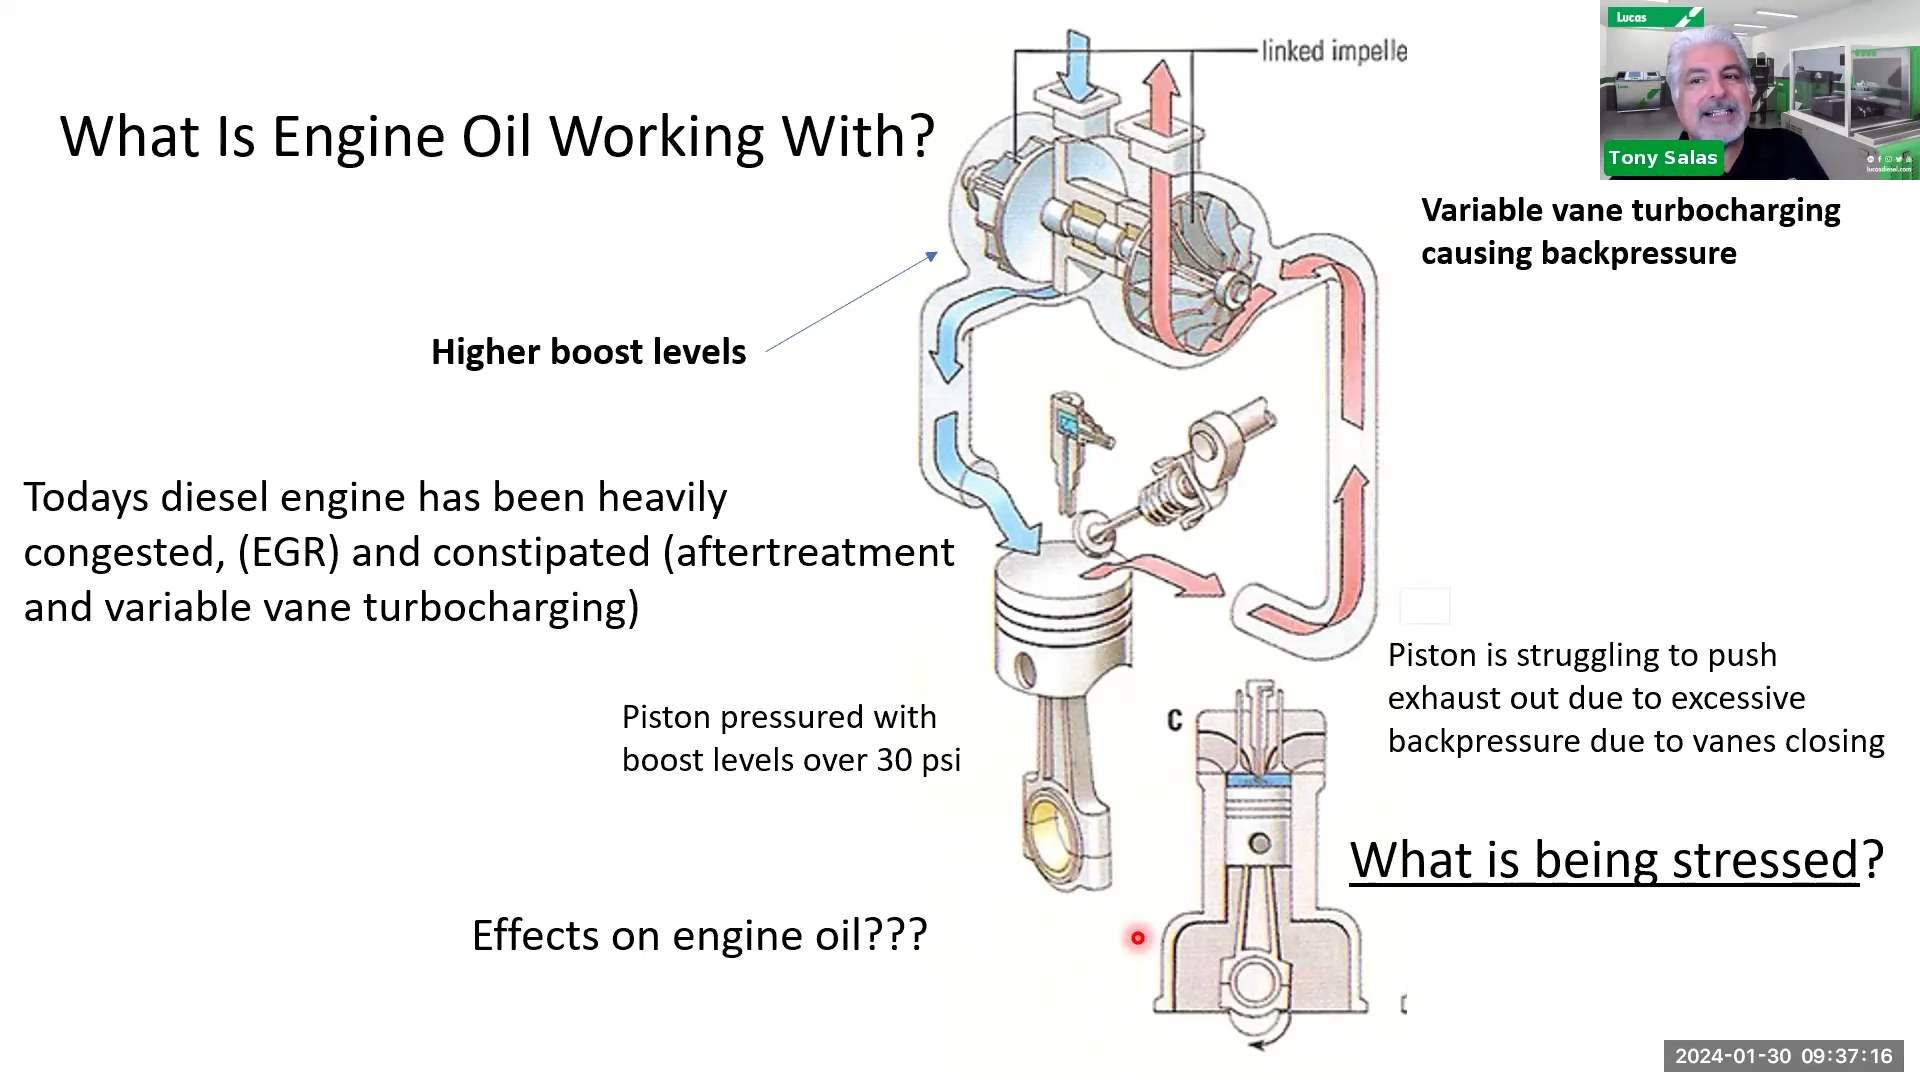 linked impelle
Lucas
What Is Engine Oil Working With?
Tony Salas
lucasdiesel.com
Variable vane turbocharging
causing backpressure
Higher boost levels
Todays diesel engine has been heavily
congested, (EGR) and constipated (aftertreatment
and variable vane turbocharging)
Piston is struggling to push
exhaust out due to excessive
backpressure due to vanes closing
Piston pressured with
boost levels over 30 psi
C
What is being stressed?
Effects on engine oil???
2024-01-30 09:37:16